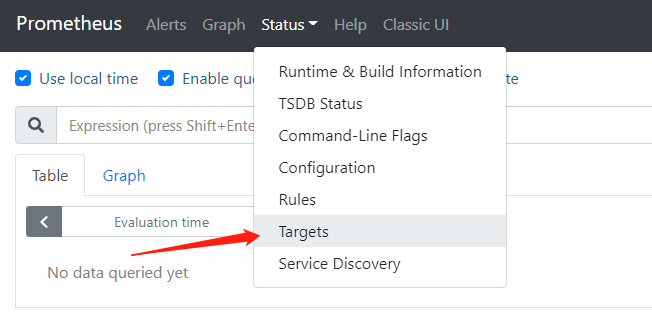 Prometheus Alerts Graph Status Help Classic UI
Use local time Enable que te
Runtime & Build Information
TSDB Status
Expression (press Shift+Ente
Command-Line Flags
Configuration
Table Graph
Rules
Evaluation time
Targets
No data queried yet
Service Discovery